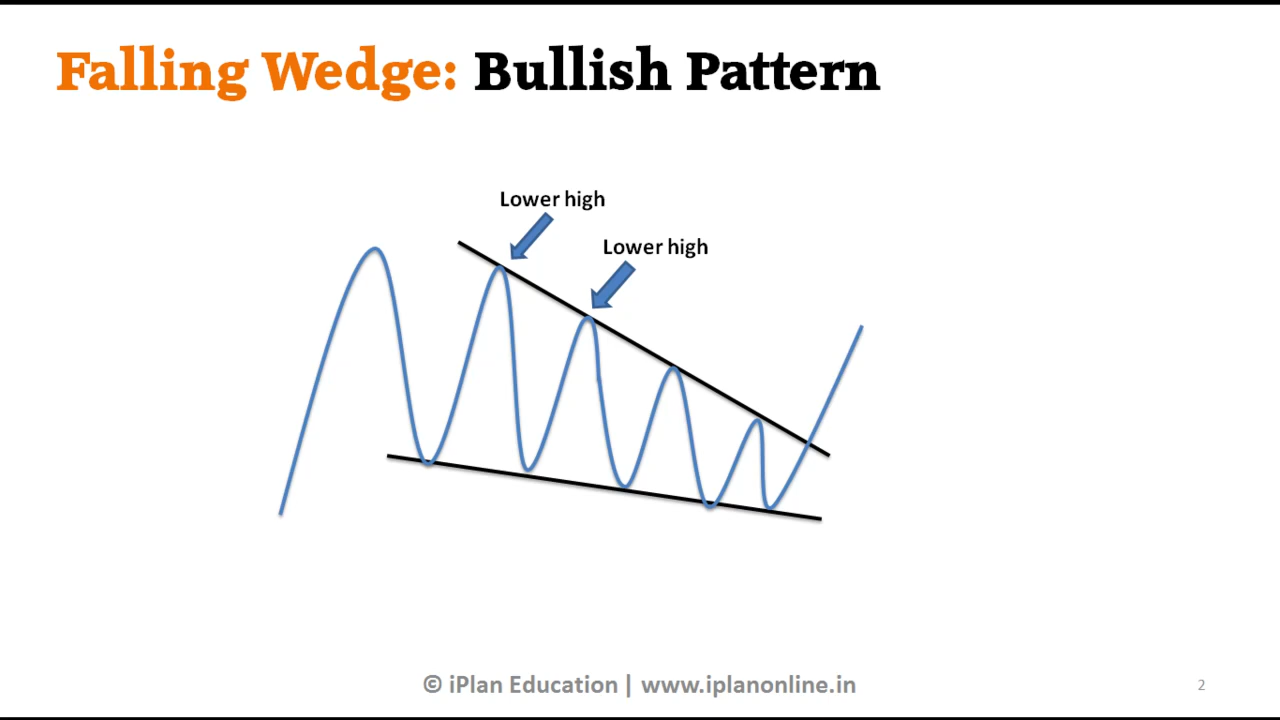 Falling Wedge: Bullish Pattern
Lower high
Lower high
© iPlan Education | www.iplanonline.in
2